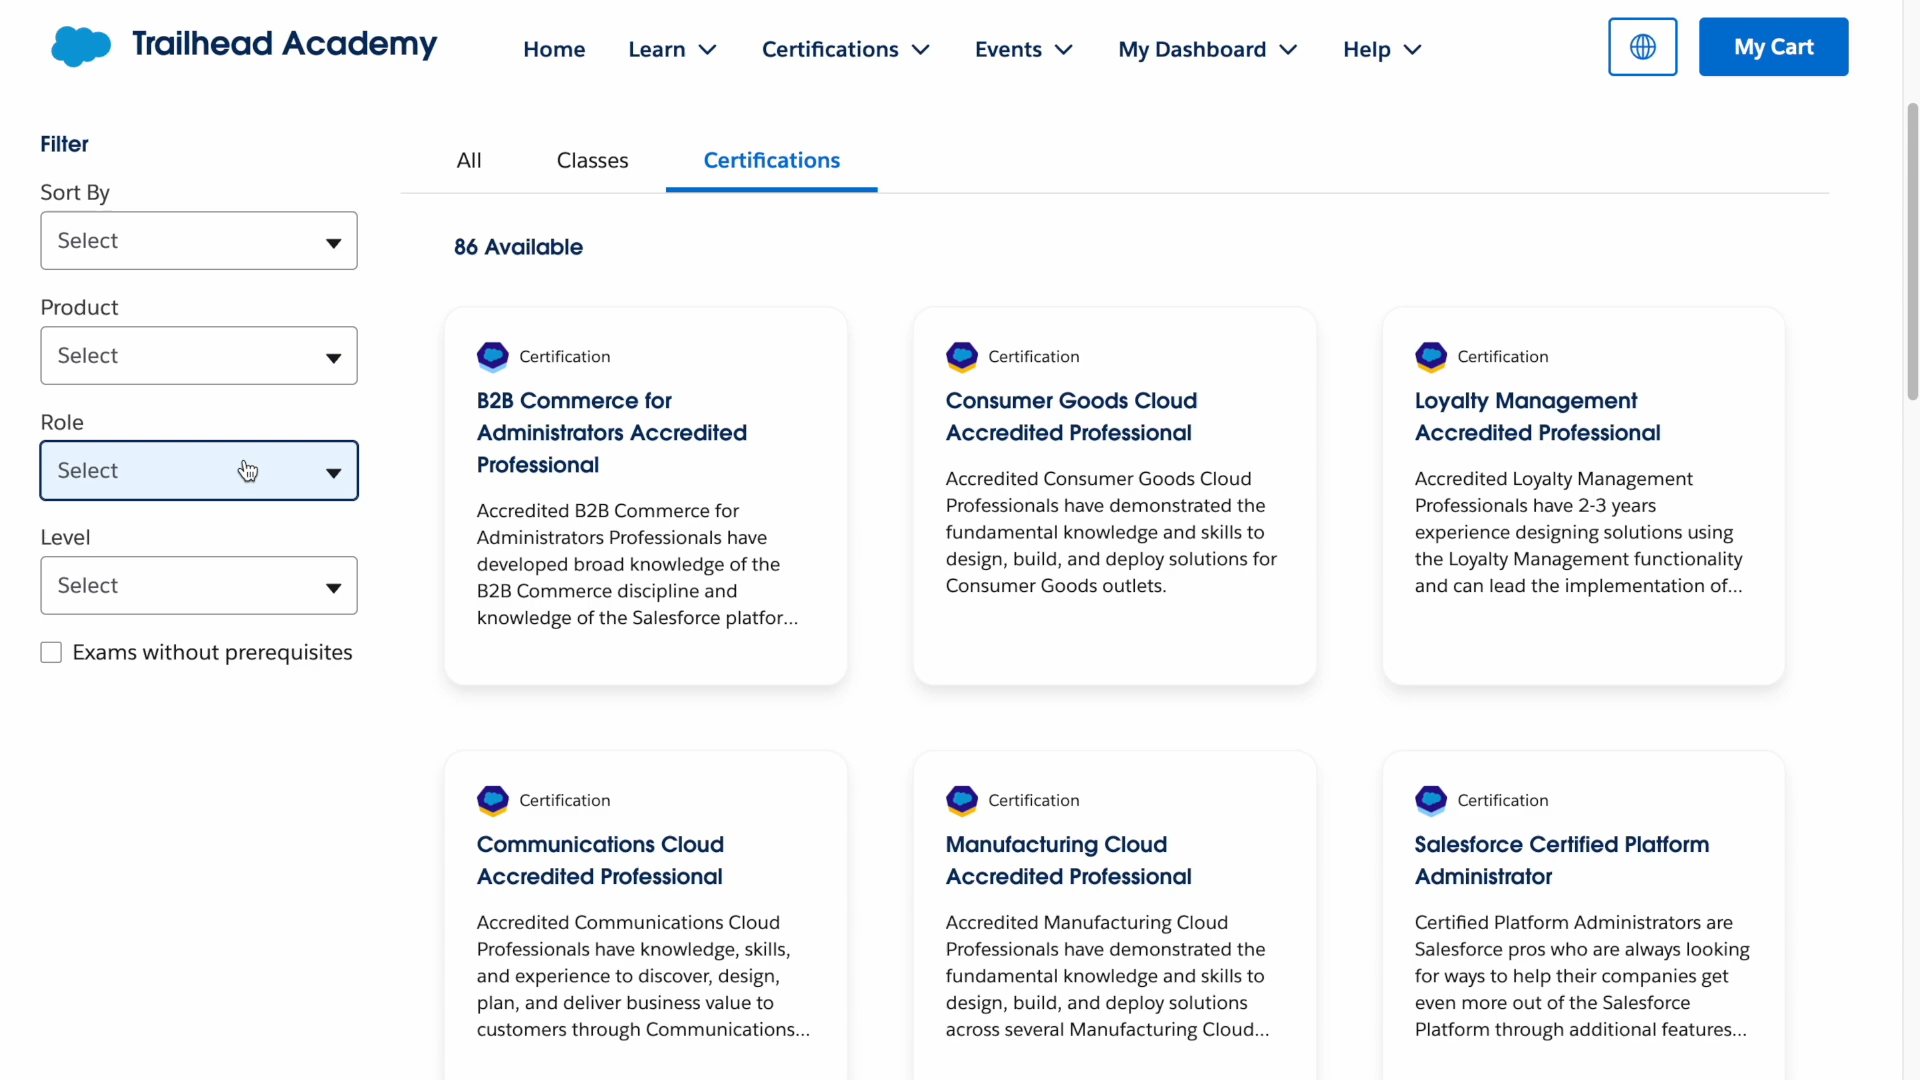 Trailhead Academy
Home
Learn
Certifications
Events
My Dashboard
Help
My Cart
Filter
Sort By
Select
Product
Select
Role
Select
Level
Select
Exams without prerequisites
All
Classes
Certifications
86 Available
Certification
B2B Commerce for
Administrators Accredited
Professional
Accredited B2B Commerce for
Administrators Professionals have
developed broad knowledge of the
B2B Commerce discipline and
knowledge of the Salesforce platfor...
Certification
Consumer Goods Cloud
Accredited Professional
Accredited Consumer Goods Cloud
Professionals have demonstrated the
fundamental knowledge and skills to
design, build, and deploy solutions for
Consumer Goods outlets.
Certification
Loyalty Management
Accredited Professional
Accredited Loyalty Management
Professionals have 2-3 years
experience designing solutions using
the Loyalty Management functionality
and can lead the implementation of...
Certification
Communications Cloud
Accredited Professional
Accredited Communications Cloud
Professionals have knowledge, skills,
and experience to discover, design,
plan, and deliver business value to
customers through Communications...
Certification
Manufacturing Cloud
Accredited Professional
Accredited Manufacturing Cloud
Professionals have demonstrated the
fundamental knowledge and skills to
design, build, and deploy solutions
across several Manufacturing Cloud...
Certification
Salesforce Certified Platform
Administrator
Certified Platform Administrators are
Salesforce pros who are always looking
for ways to help their companies get
even more out of the Salesforce
Platform through additional features...